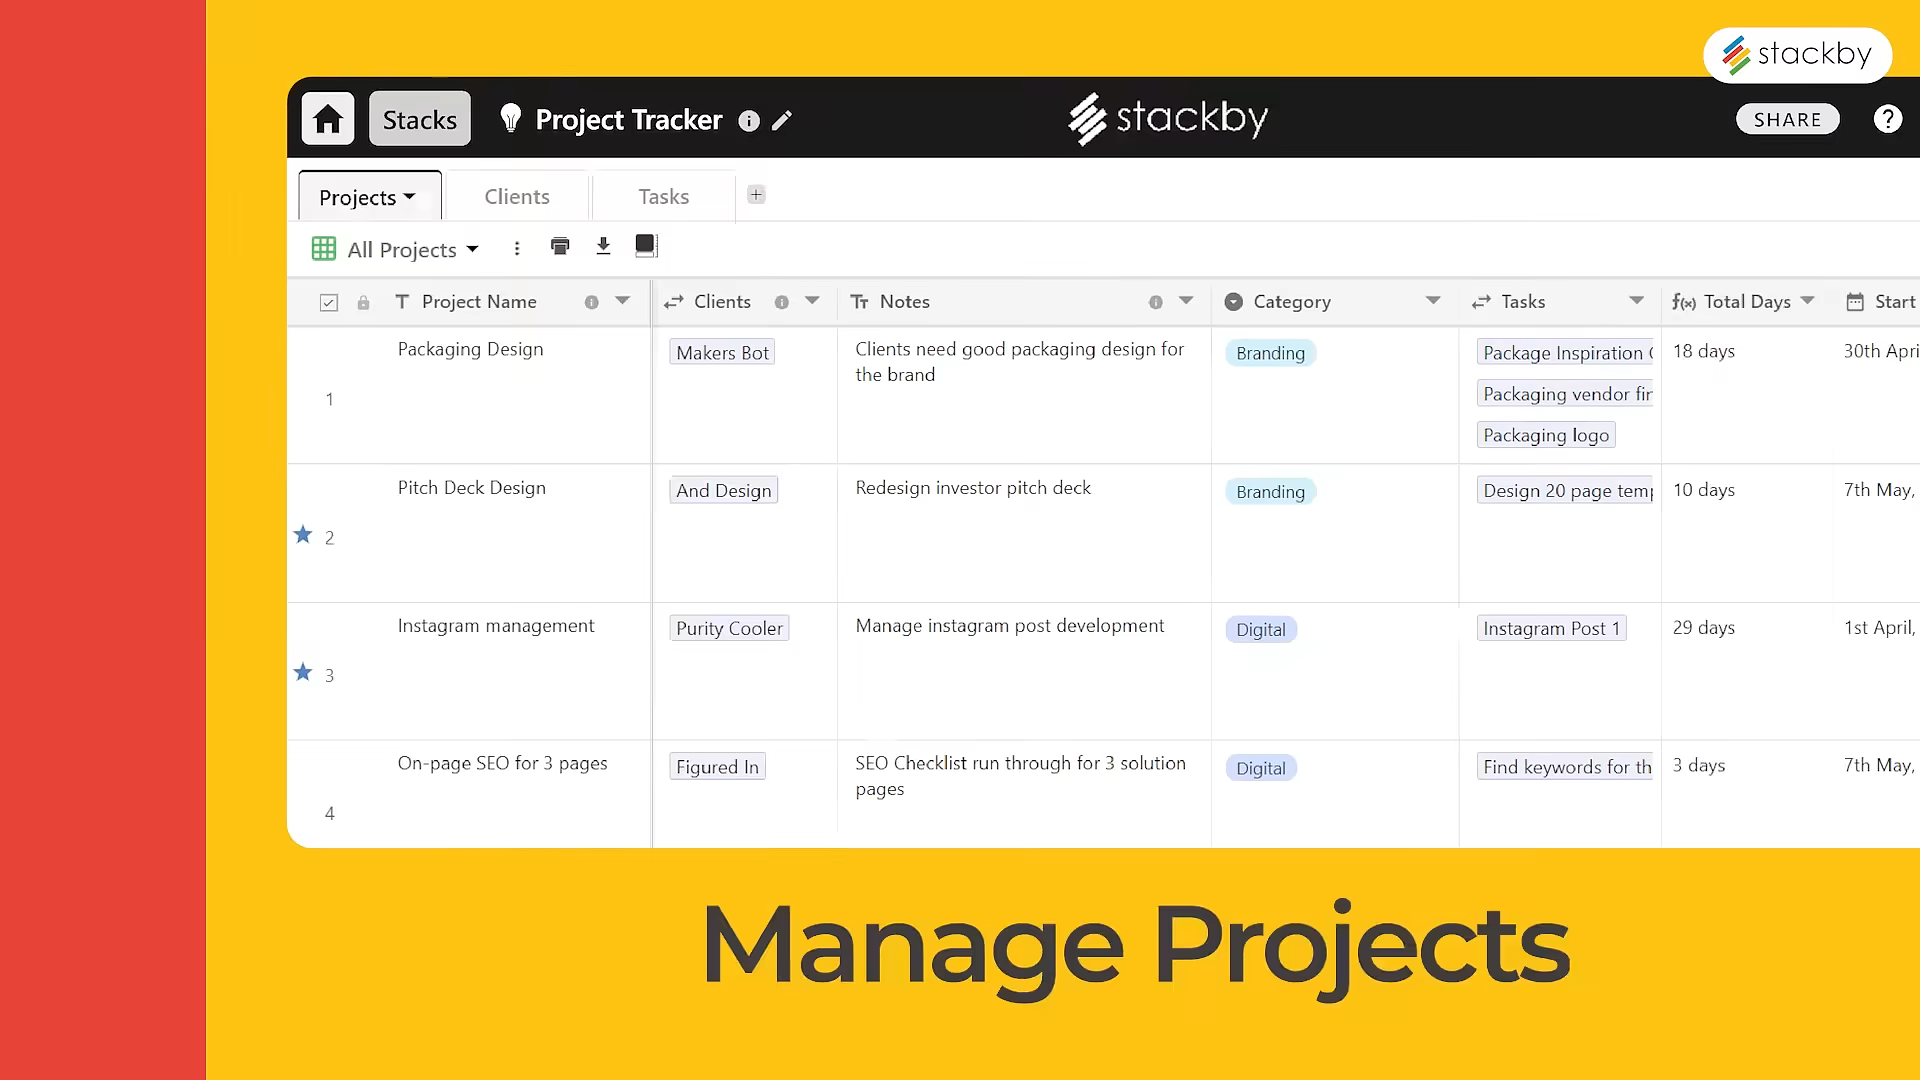 stackby
Stacks
Project Tracker
stackby
SHARE
?
Projects
Clients
Tasks
+
All Projects
Project Name
Clients
Notes
Category
Tasks
f(x) Total Days
Start
1
Packaging Design
Makers Bot
Clients need good packaging design for
the brand
Branding
Package Inspiration
Packaging vendor
Packaging logo
18 days
30th
2
Pitch Deck Design
And Design
Redesign investor pitch deck
Branding
Design 20 page
10 days
7th May,
3
Instagram management
Purity Cooler
Manage instagram post development
Digital
Instagram Post 1
29 days
1st April,
4
On-page SEO for 3 pages
Figured In
SEO Checklist run through for 3 solution
pages
Digital
Find keywords for
3 days
7th May,
Manage Projects